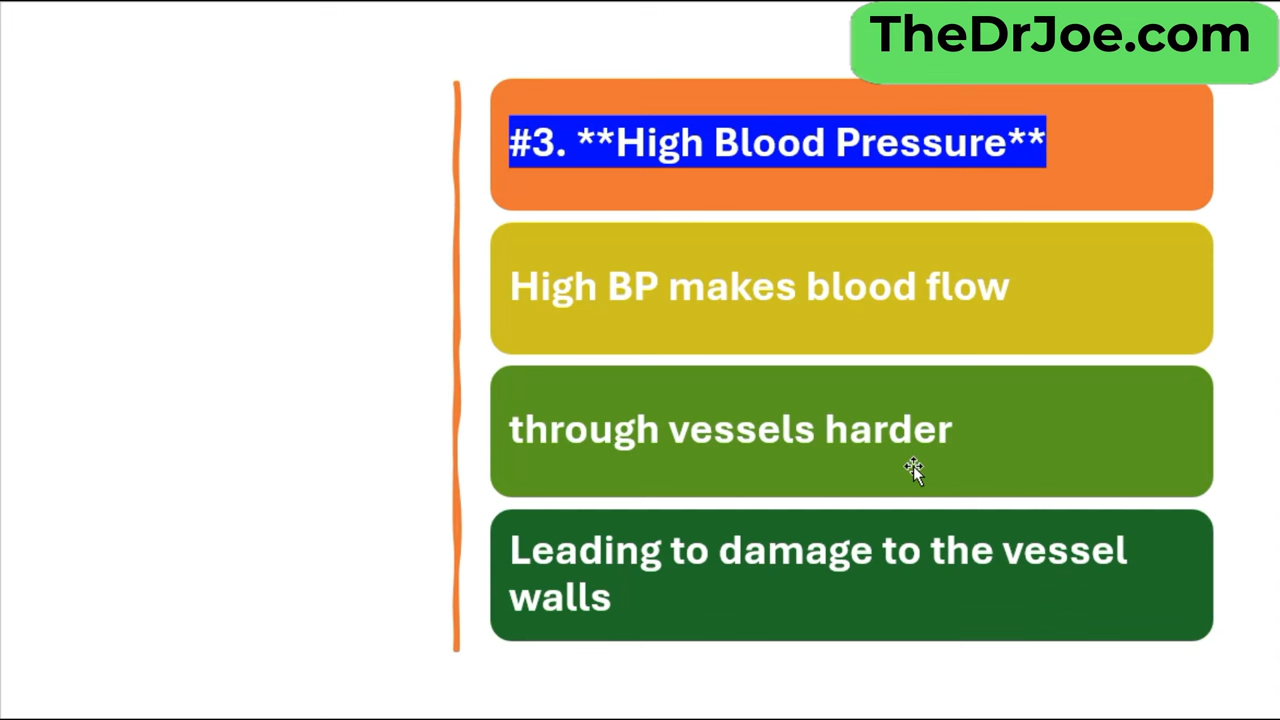 TheDrJoe.com
#3. **High Blood Pressure**
High BP makes blood flow
through vessels harder
Leading to damage to the vessel
walls